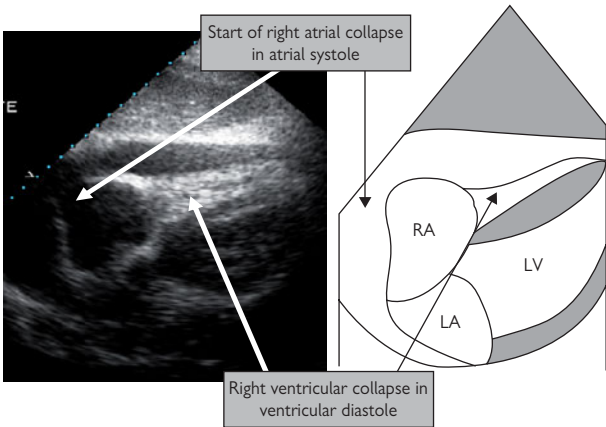 Start of right atrial collapse
in atrial systole
TE
RA
LV
LA
Right ventricular collapse in
ventricular diastole